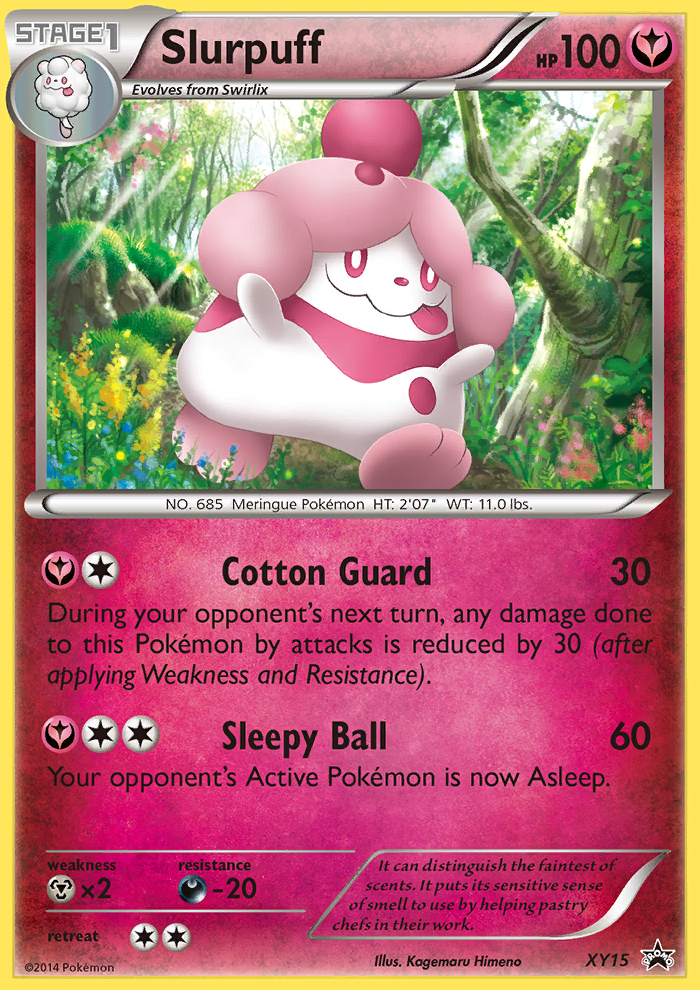 STAGE1
Slurpuff
HP100
Evolves from Swirlix
NO. 685 Meringue Pokémon HT: 2'07" WT: 11.0 lbs.
Cotton Guard 30
During your opponent's next turn, any damage done
to this Pokémon by attacks is reduced by 30 (after
applying Weakness and Resistance).
Sleepy Ball 60
Your opponent's Active Pokémon is now Asleep.
weakness resistance
×2 -20
retreat
It can distinguish the faintest of
scents. It puts its sensitive sense
of smell to use by helping pastry
chefs in their work.
©2014 Pokémon
Illus. Kagemaru Himeno
XY15
PROMO